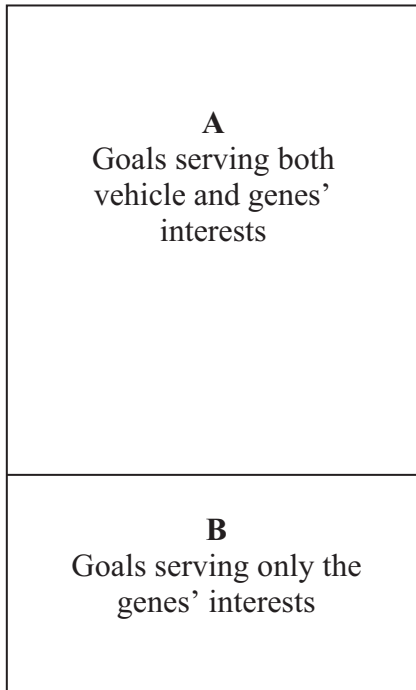 A
Goals serving both
vehicle and genes’
interests
B
Goals serving only the
genes’ interests